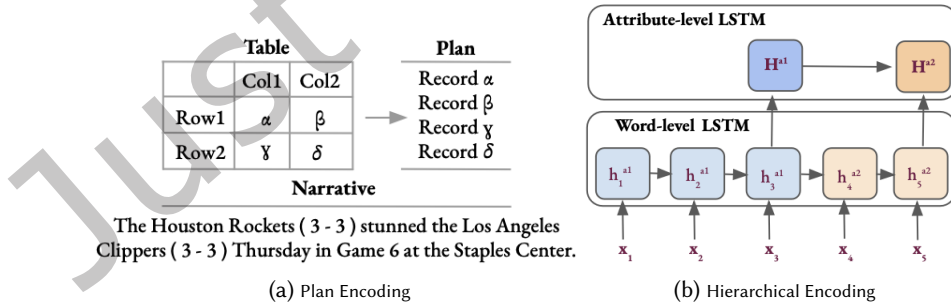 Just
Table
Col1 Col2
Row1 α β
Row2 γ δ
Plan
Record α
Record β
Record γ
Record δ
Narrative
The Houston Rockets ( 3 - 3 ) stunned the Los Angeles
Clippers ( 3 - 3 ) Thursday in Game 6 at the Staples Center.
(a) Plan Encoding
Attribute-level LSTM
H^a1 H^a2
Word-level LSTM
h_1^a1 h_2^a1 h_3^a1 h_4^a2 h_5^a2
x_1 x_2 x_3 x_4 x_5
(b) Hierarchical Encoding